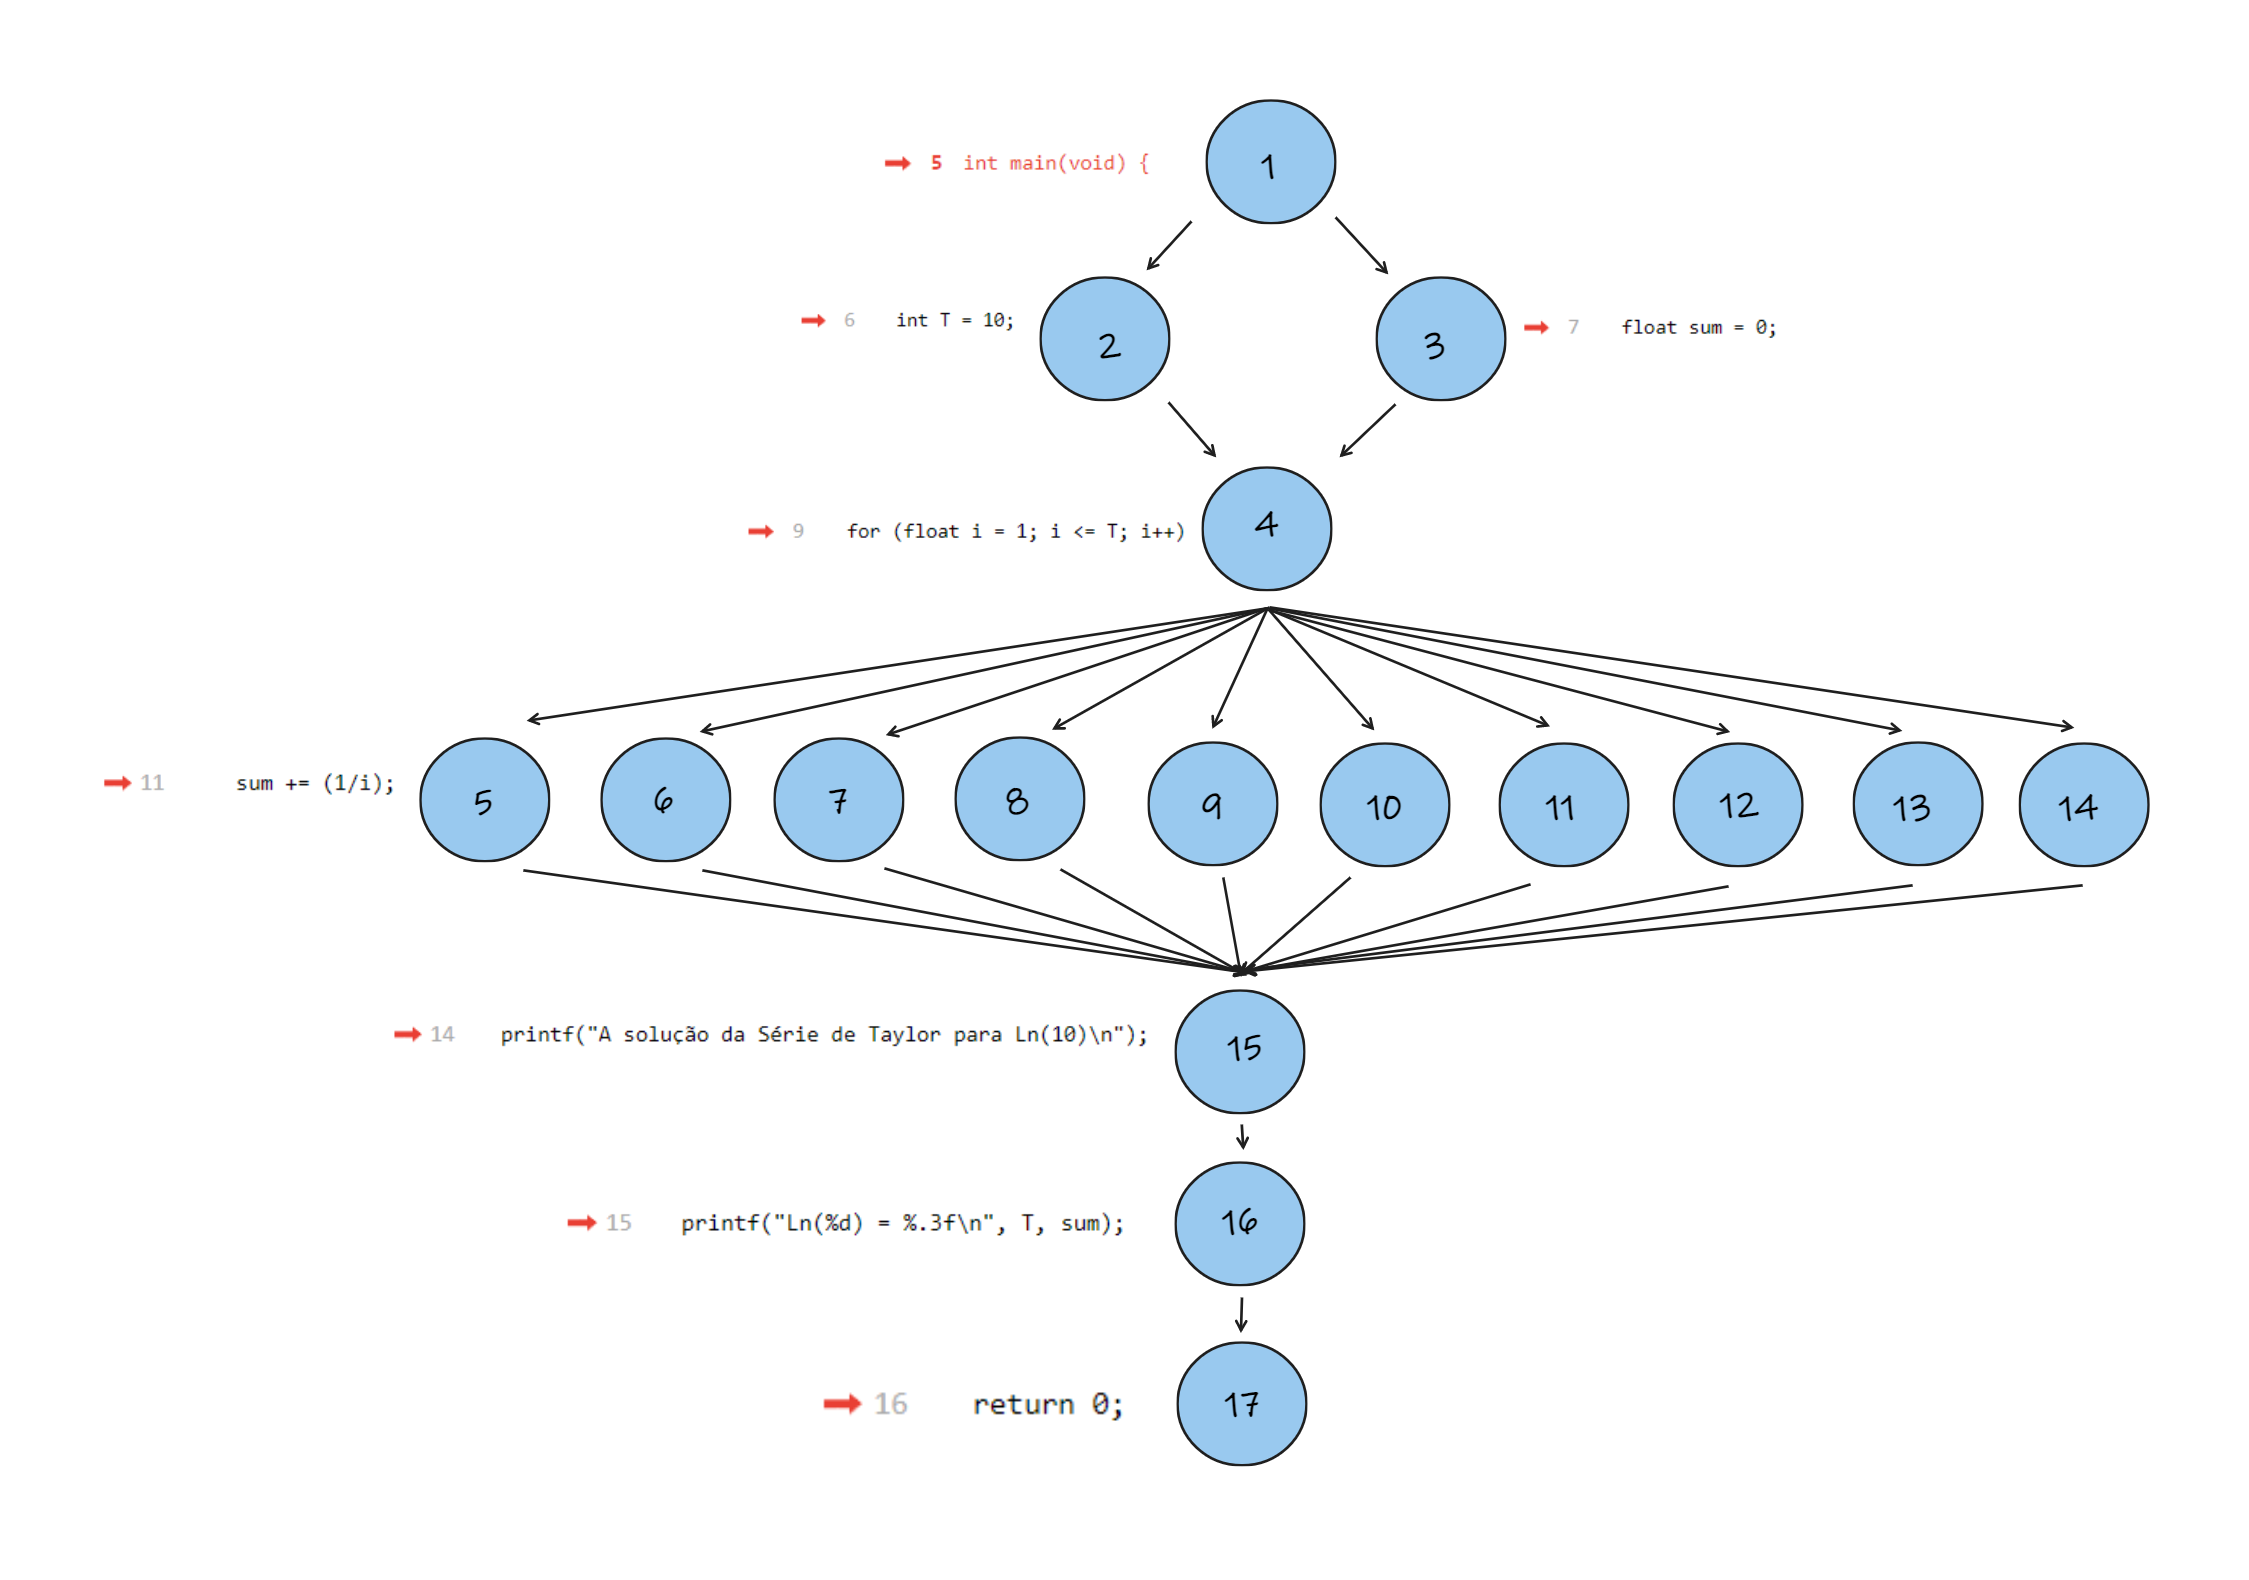 5 int main(void) {
1
6 int T = 10;
2
3
7 float sum = 0;
9 for (float i = 1; i <= T; i++)
4
11 sum += (1/i);
5 6 7 8 9 10 11 12 13 14
14 printf("A solução da Série de Taylor para Ln(10)\n");
15
15 printf("Ln(%d) = %.3f\n", T, sum);
16
16 return 0;
17